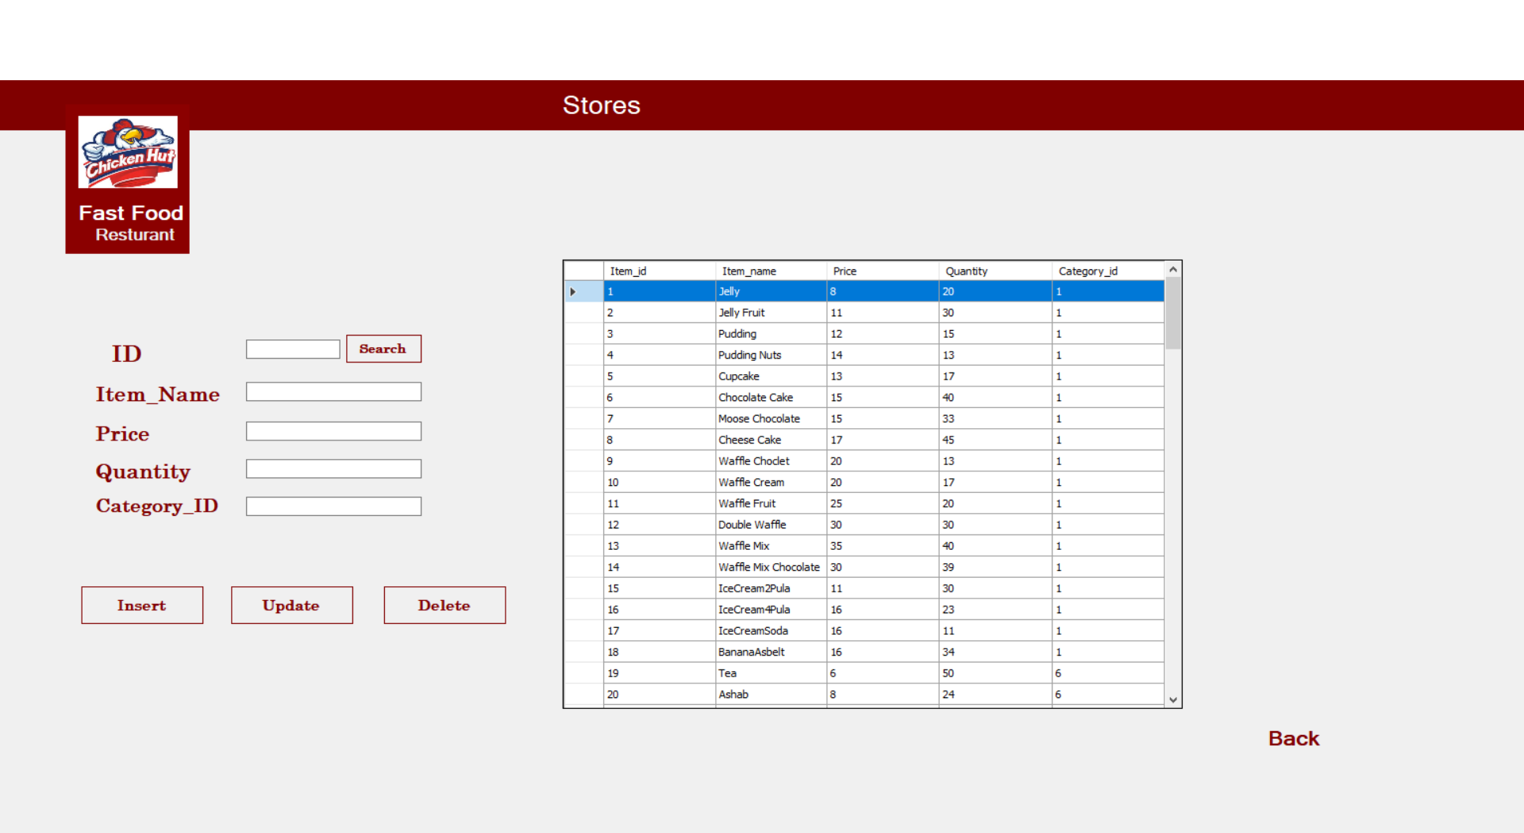 Stores
Chicken Hut
Fast Food
Resturant
ID
Search
Item_Name
Price
Quantity
Category_ID
Insert Update Delete
Item_id Item_name Price Quantity Category_id
1 Jelly 8 20 1
2 Jelly Fruit 11 30 1
3 Pudding 12 15 1
4 Pudding Nuts 14 13 1
5 Cupcake 13 17 1
6 Chocolate Cake 15 40 1
7 Moose Chocolate 15 33 1
8 Cheese Cake 17 45 1
9 Waffle Choclet 20 13 1
10 Waffle Cream 20 17 1
11 Waffle Fruit 25 20 1
12 Double Waffle 30 30 1
13 Waffle Mix 35 40 1
14 Waffle Mix Chocolate 30 39 1
15 IceCream2Pula 11 30 1
16 IceCream4Pula 16 23 1
17 IceCreamSoda 16 11 1
18 BananaAsbelt 16 34 1
19 Tea 6 50 6
20 Ashab 8 24 6
Back